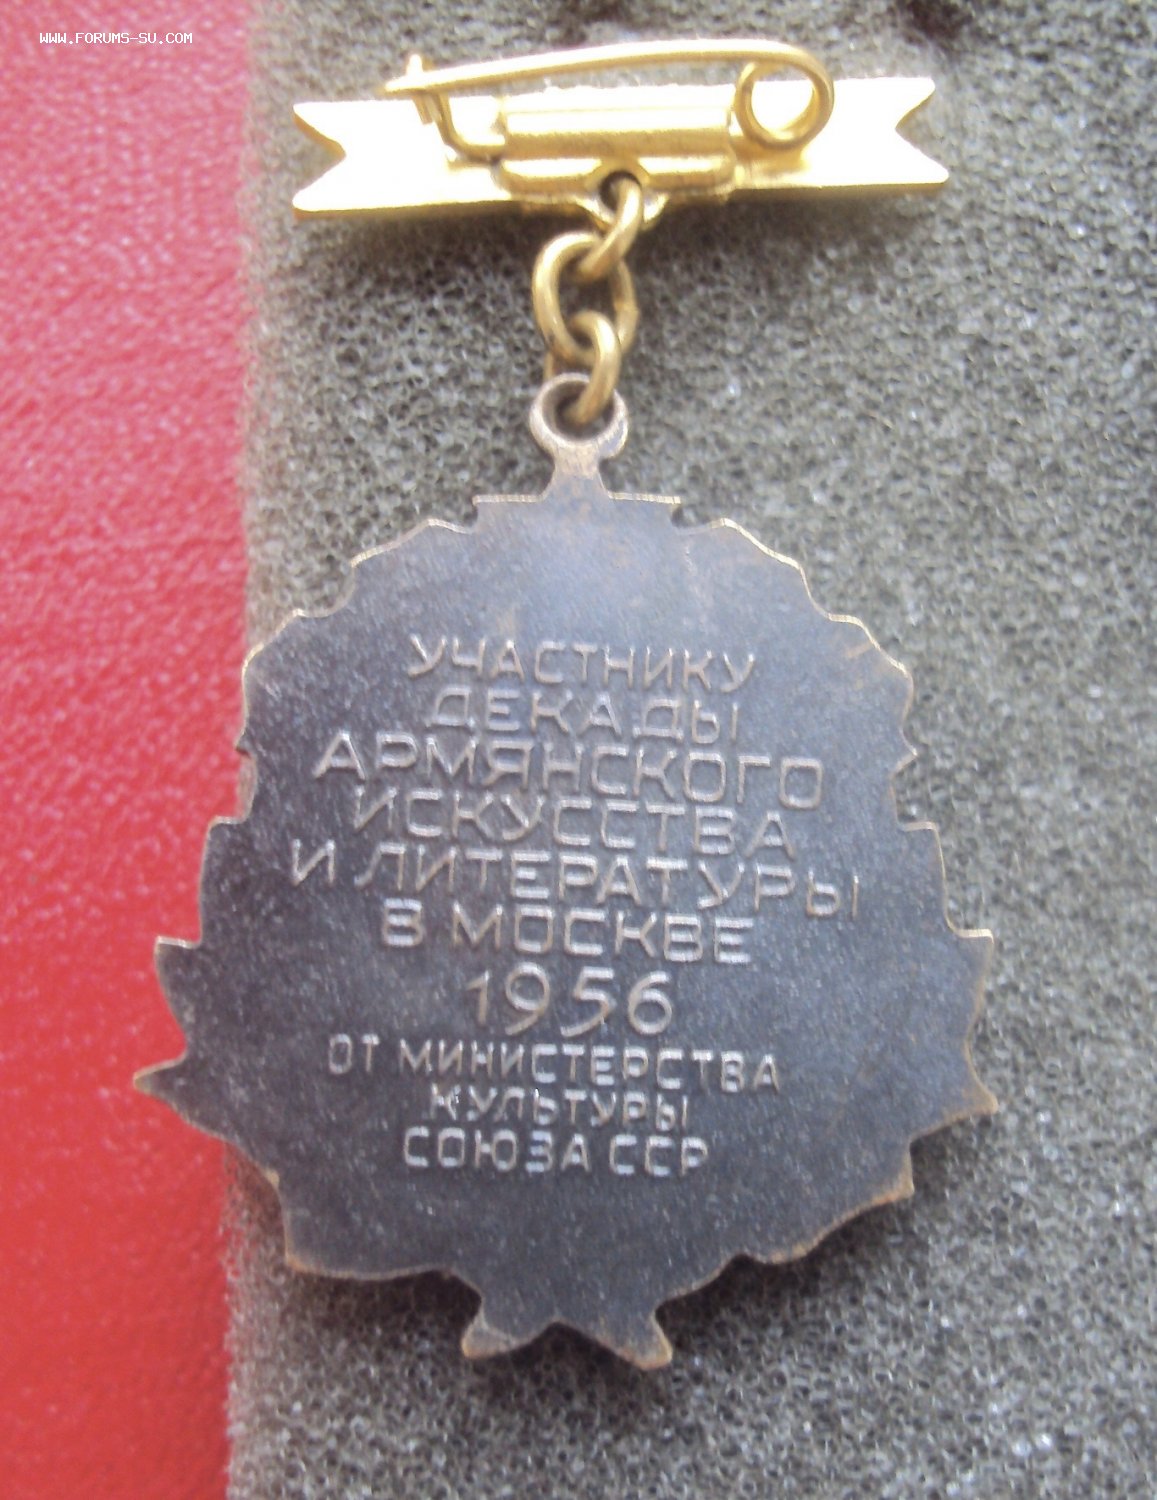 WWW.FORUMS-SU.COM
УЧАСТНИКУ
ДЕКАДЫ
АРМЯНСКОГО
ИСКУССТВА
И ЛИТЕРАТУРЫ
В МОСКВЕ
1956
ОТ МИНИСТЕРСТВА
КУЛЬТУРЫ
СОЮЗА ССР